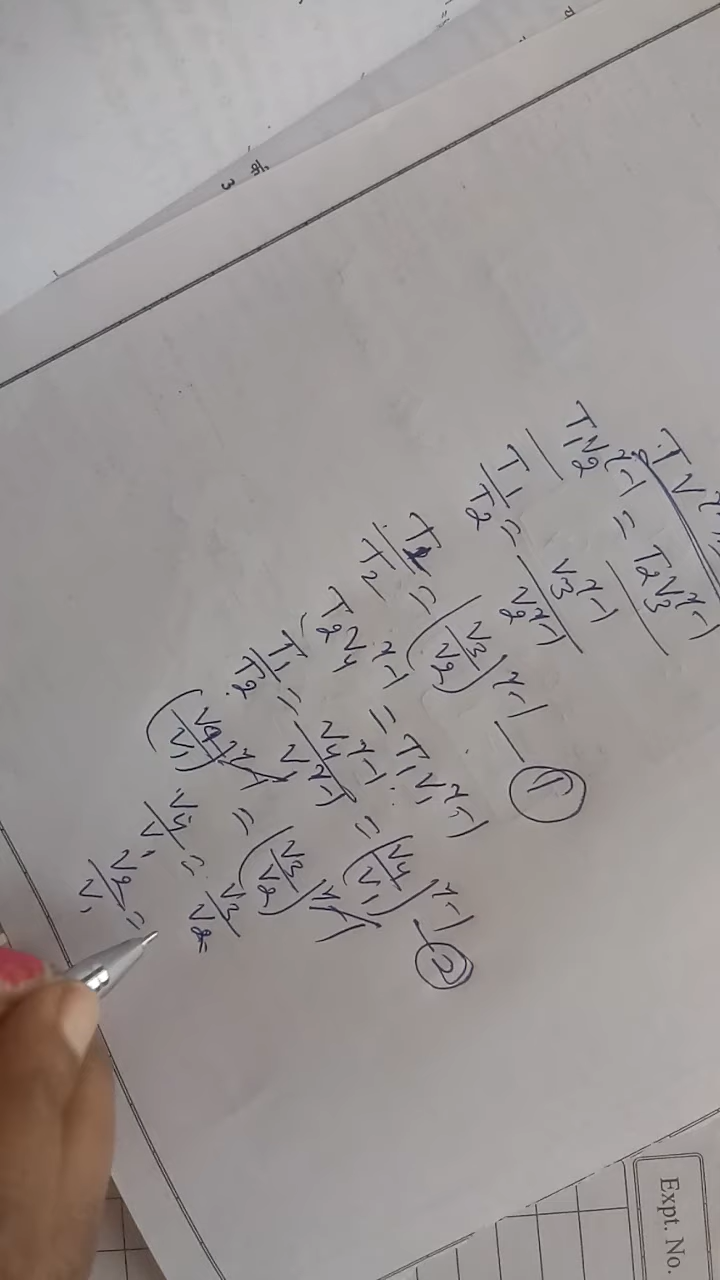 TV^γ-1
T₁V₂^γ-1 = T₂V₃^γ-1
T₁/T₂ = V₃^γ-1/V₂^γ-1
T₁/T₂ = (V₃/V₂)^γ-1 — ①
T₂V₄^γ-1 = T₁V₁^γ-1
T₁/T₂ = V₄^γ-1/V₁^γ-1 = (V₄/V₁)^γ-1 — ②
(V₄/V₁)^γ-1 = (V₃/V₂)^γ-1
V₄/V₁ = V₃/V₂
V₂/V₁ =
Expt. No.